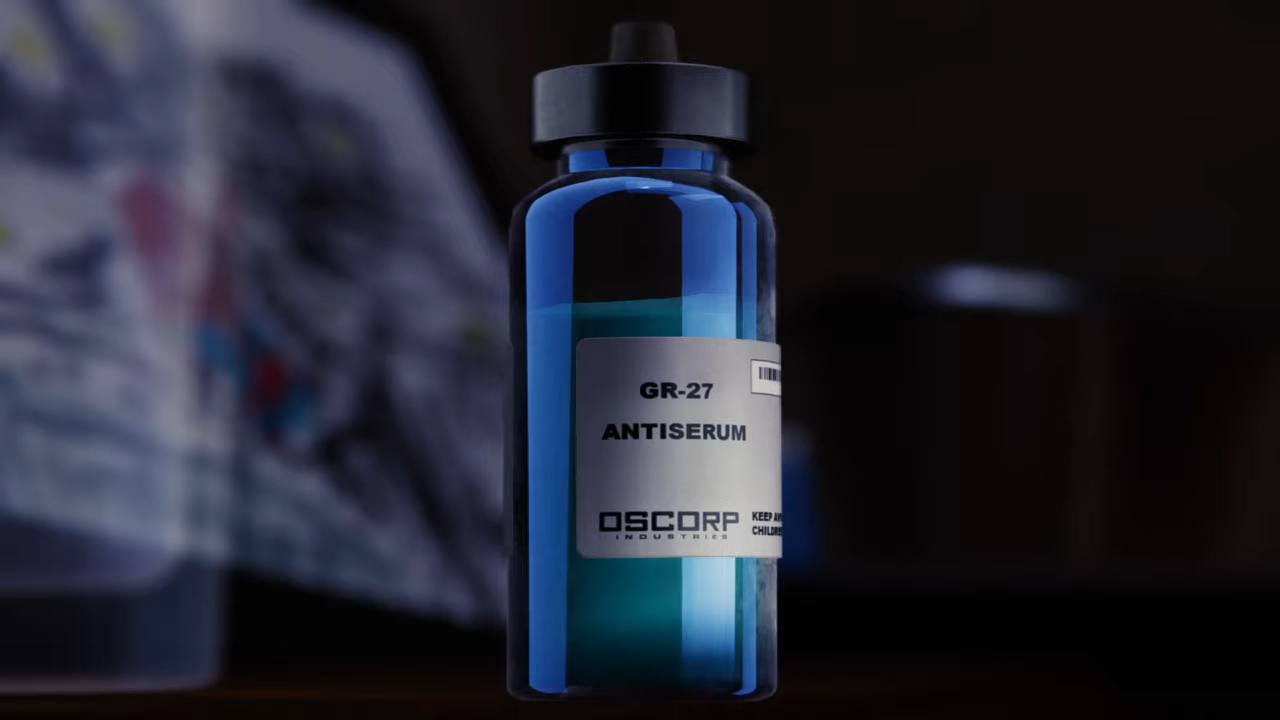 GR-27
ANTISERUM
OSCORP
INDUSTRIES
KEEP